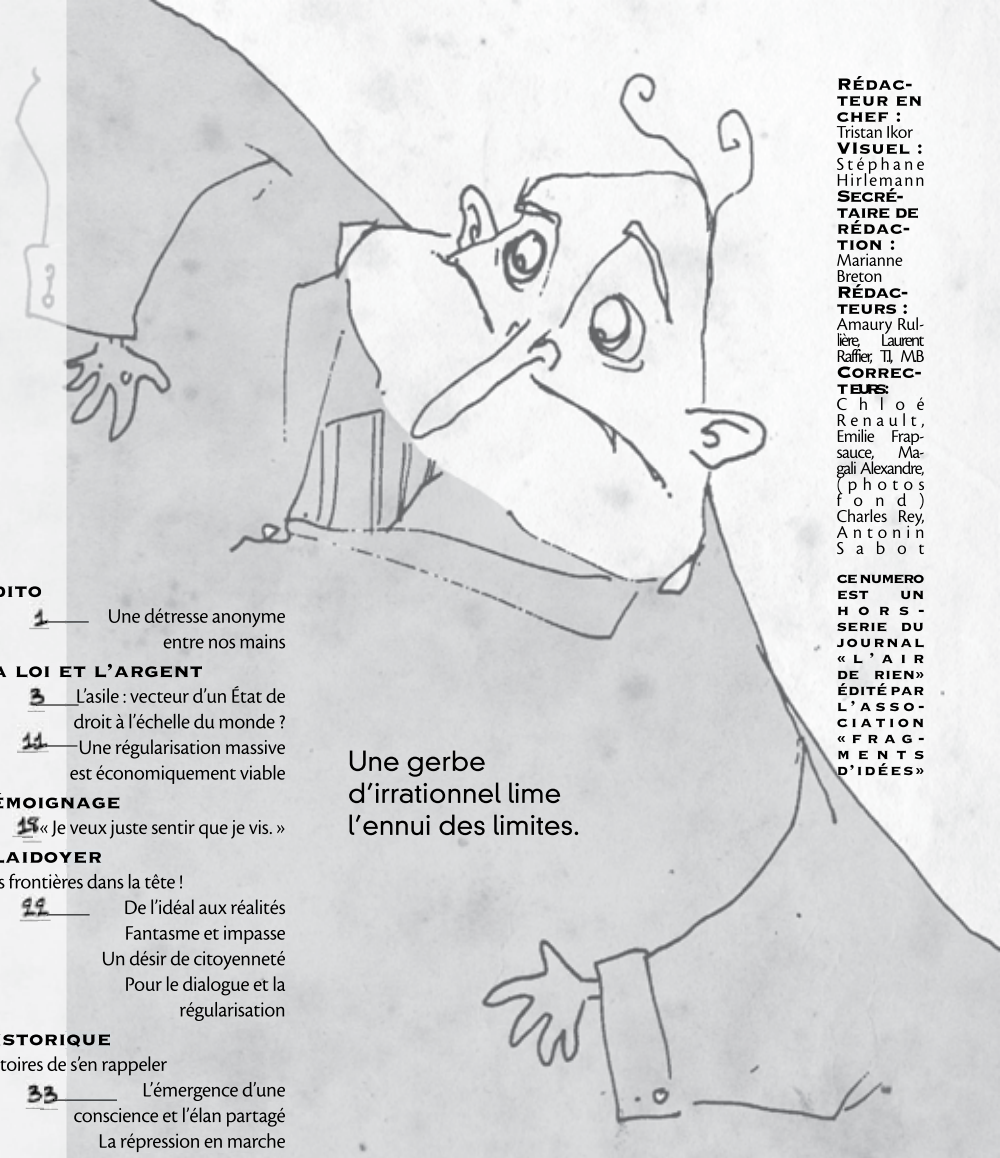 RÉDAC-
TEUR EN
CHEF :
Tristan Ikor
VISUEL :
Stéphane
Hirlemann
SECRÉ-
TAIRE DE
RÉDAC-
TION :
Marianne
Breton
RÉDAC-
TEURS :
Amaury Rul-
lière, Laurent
Raffier, TI, MB
CORREC-
TEURS:
Chloé
Renault,
Emilie Frap-
sauce, Ma-
gali Alexandre,
(photos
fond)
Charles Rey,
Antonin
Sabot
CE NUMERO
EST UN
HORS-
SERIE DU
JOURNAL
«L'AIR
DE RIEN»
ÉDITÉ PAR
L'ASSO-
CIATION
«FRAG-
MENTS
D'IDÉES»
DITO
1 Une détresse anonyme
entre nos mains
A LOI ET L'ARGENT
3 L'asile : vecteur d'un État de
droit à l'échelle du monde ?
11 Une régularisation massive
est économiquement viable
ÉMOIGNAGE
18 « Je veux juste sentir que je vis. »
LAIDOYER
s frontières dans la tête !
22 De l'idéal aux réalités
Fantasme et impasse
Un désir de citoyenneté
Pour le dialogue et la
régularisation
ISTORIQUE
toires de s'en rappeler
33 L'émergence d'une
conscience et l'élan partagé
La répression en marche
Une gerbe
d'irrationnel lime
l'ennui des limites.